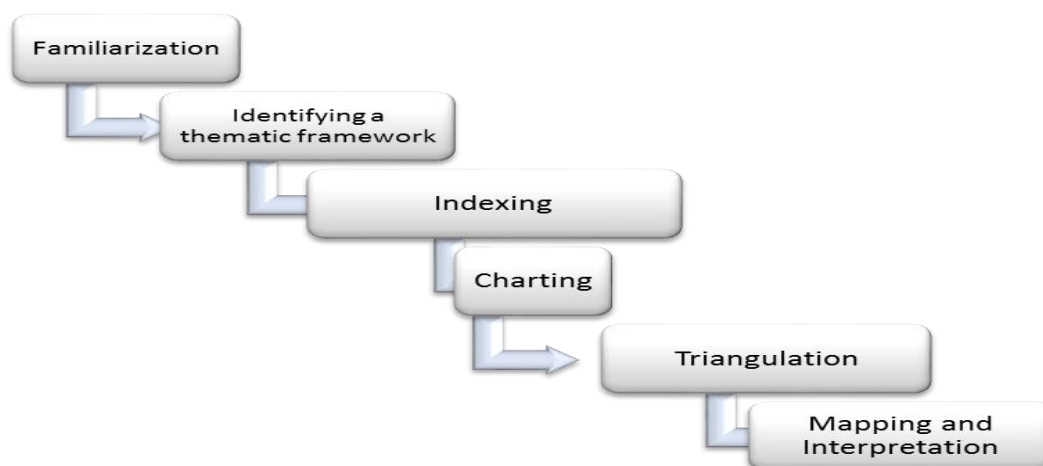 Familiarization
Identifying a
thematic framework
Indexing
Charting
Triangulation
Mapping and
Interpretation